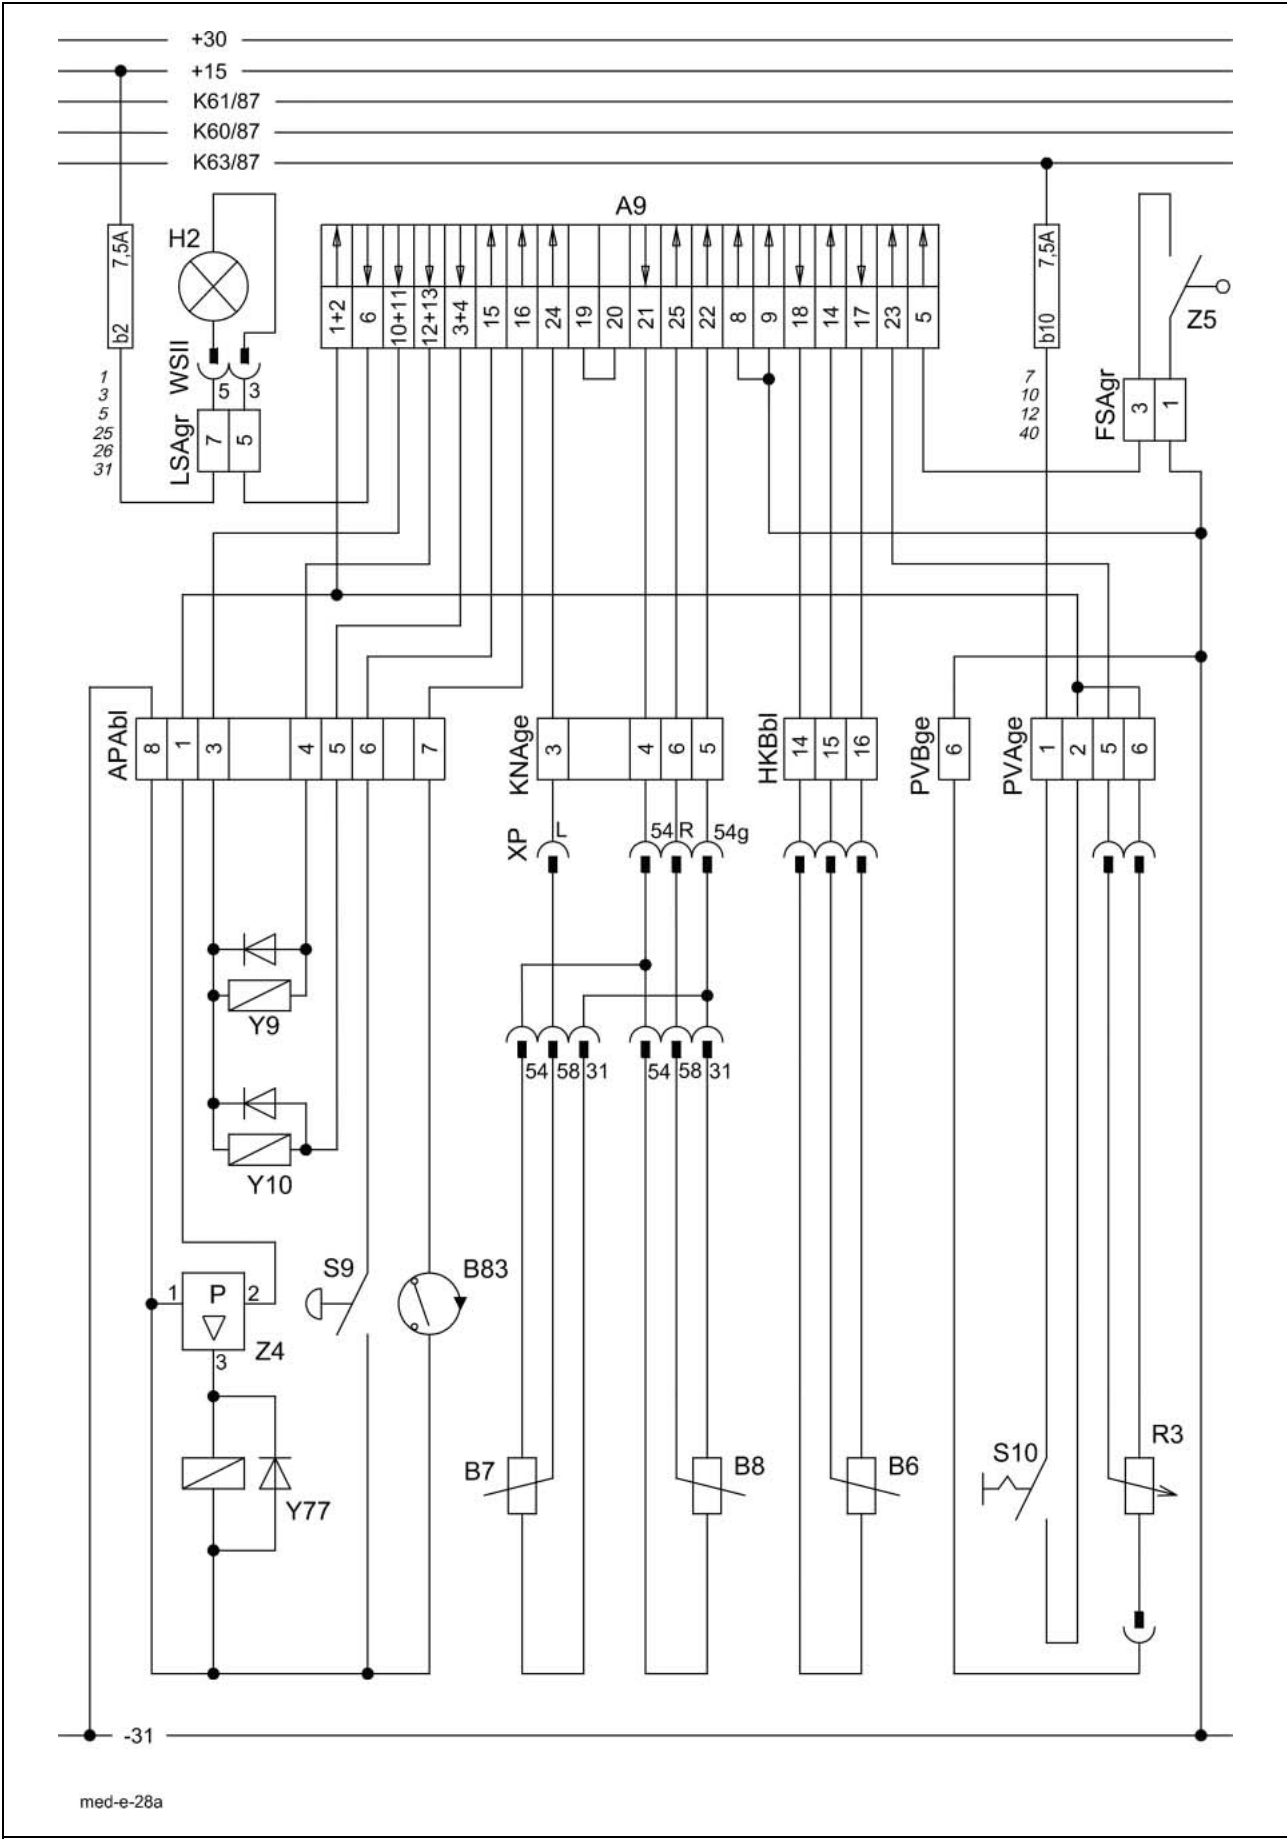 +30
+15
K61/87
K60/87
K63/87
A9
7,5A
b2
H2
WSII
5
3
LSAgr
7
5
1
3
5
25
26
31
1+2
6
10+11
12+13
3+4
15
16
24
19
20
21
25
22
8
9
18
14
17
23
5
7,5A
b10
7
10
12
40
Z5
FSAgr
3
1
APAbl
8
1
3
4
5
6
7
KNAge
3
4
6
5
HKBbl
14
15
16
PVBge
6
PVAge
1
2
5
6
XP
L
54
R
54g
Y9
54
58
31
54
58
31
Y10
1
P
2
3
Z4
S9
B83
Y77
B7
B8
B6
S10
R3
-31
med-e-28a